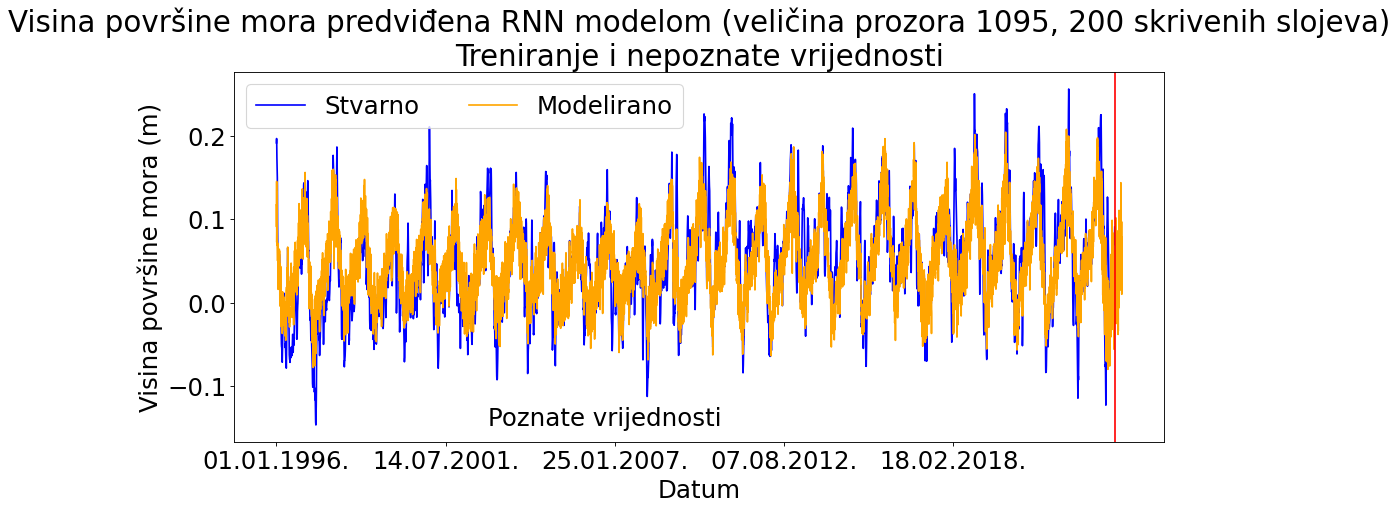 Visina površine mora predviđena RNN modelom (veličina prozora 1095, 200 skrivenih slojeva)
Treniranje i nepoznate vrijednosti
Stvarno
Modelirano
Visina površine mora (m)
0.2
0.1
0.0
−0.1
Poznate vrijednosti
01.01.1996.
14.07.2001.
25.01.2007.
07.08.2012.
18.02.2018.
Datum